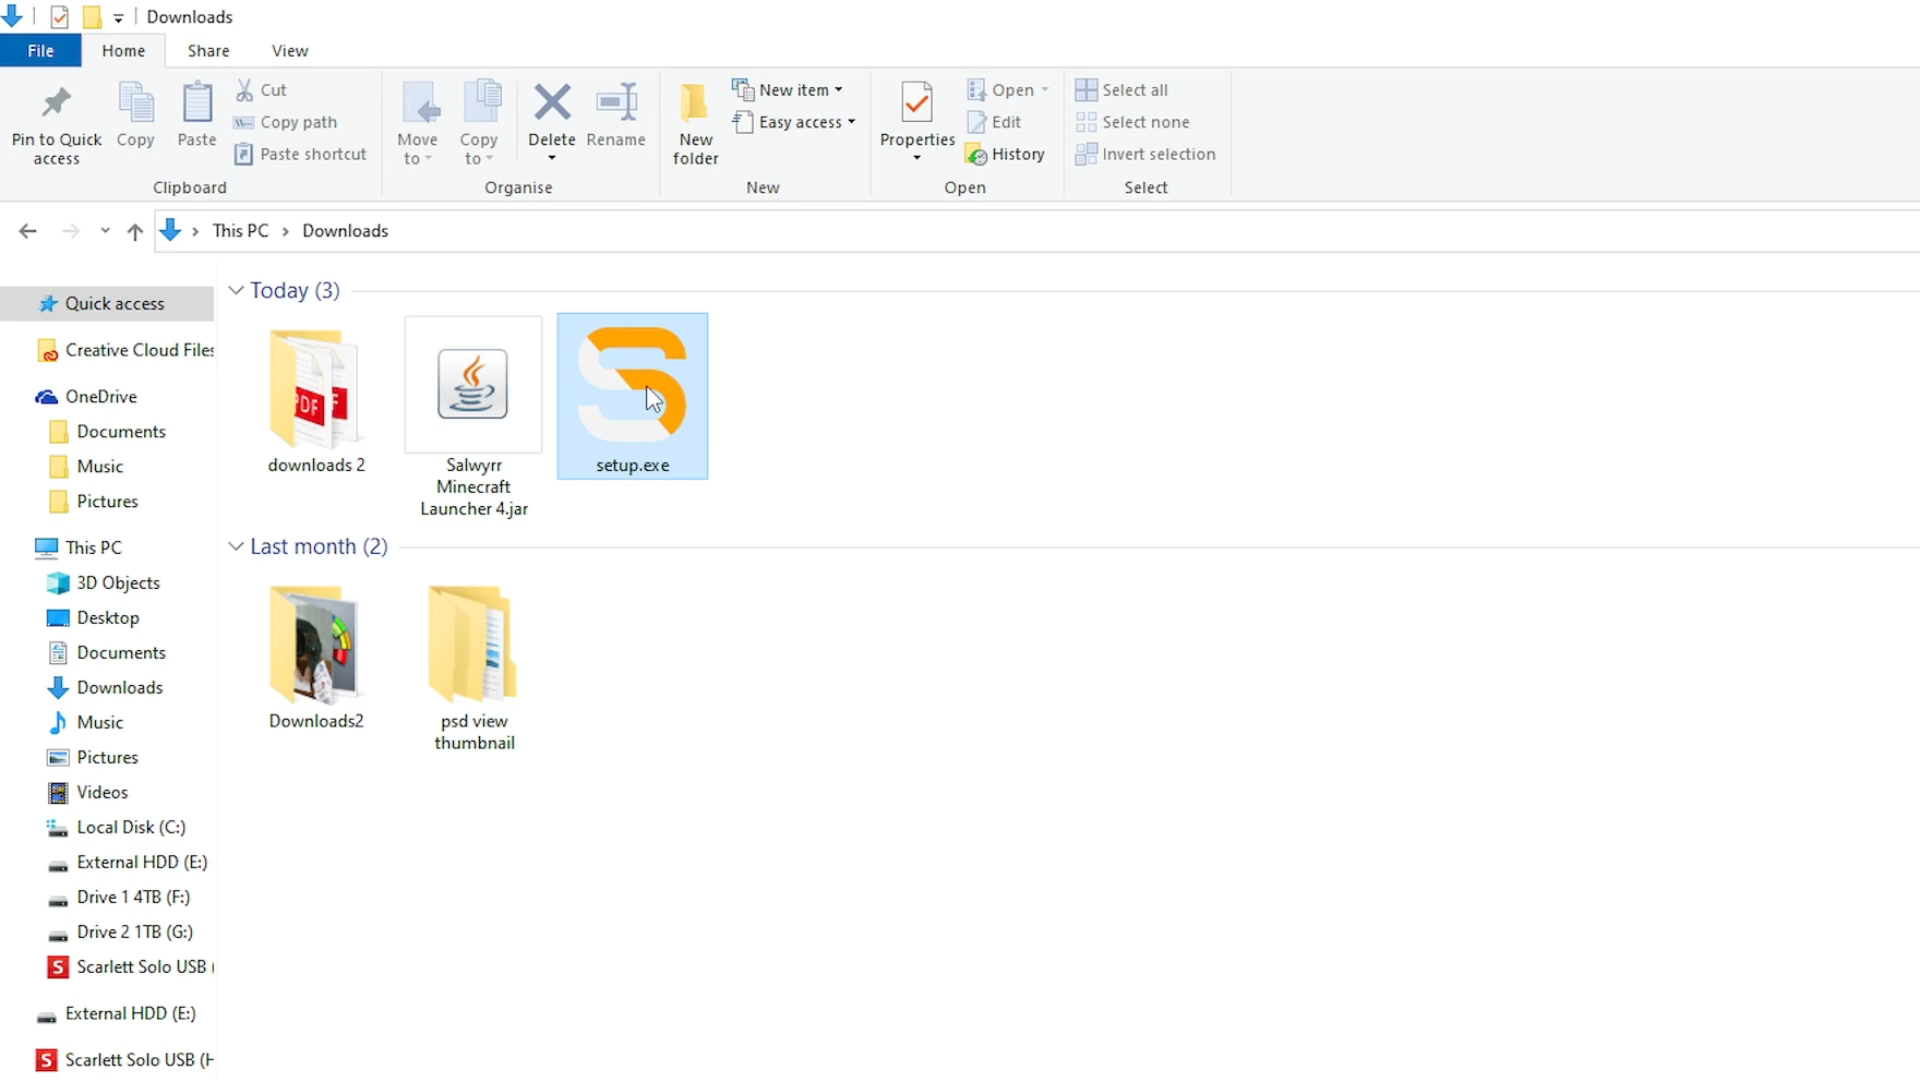 Downloads
File Home Share View
Pin to Quick access
Copy
Paste
Cut
Copy path
Paste shortcut
Clipboard
Move to
Copy to
Delete
Rename
Organise
New folder
New item
Easy access
New
Properties
Open
Edit
History
Open
Select all
Select none
Invert selection
Select
This PC > Downloads
Quick access
Creative Cloud Files
OneDrive
Documents
Music
Pictures
This PC
3D Objects
Desktop
Documents
Downloads
Music
Pictures
Videos
Local Disk (C:)
External HDD (E:)
Drive 1 4TB (F:)
Drive 2 1TB (G:)
S Scarlett Solo USB (
External HDD (E:)
S Scarlett Solo USB (H
Today (3)
PDF F
downloads 2
Salwyrr
Minecraft
Launcher 4.jar
S
setup.exe
Last month (2)
Downloads2
psd view
thumbnail